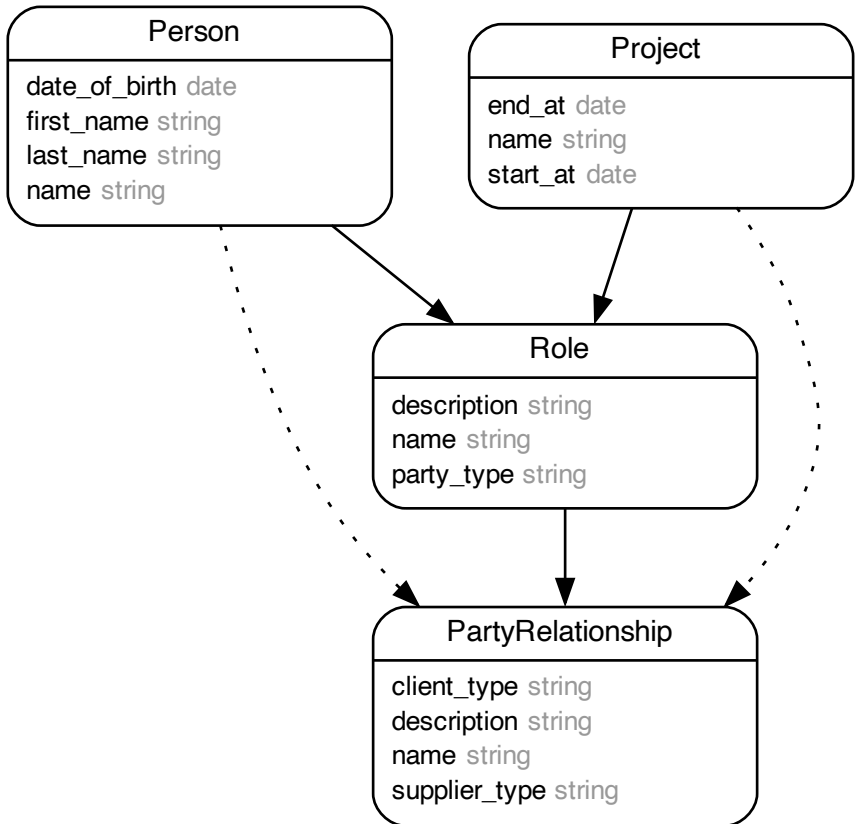 Person
date_of_birth date
first_name string
last_name string
name string
Project
end_at date
name string
start_at date
Role
description string
name string
party_type string
PartyRelationship
client_type string
description string
name string
supplier_type string